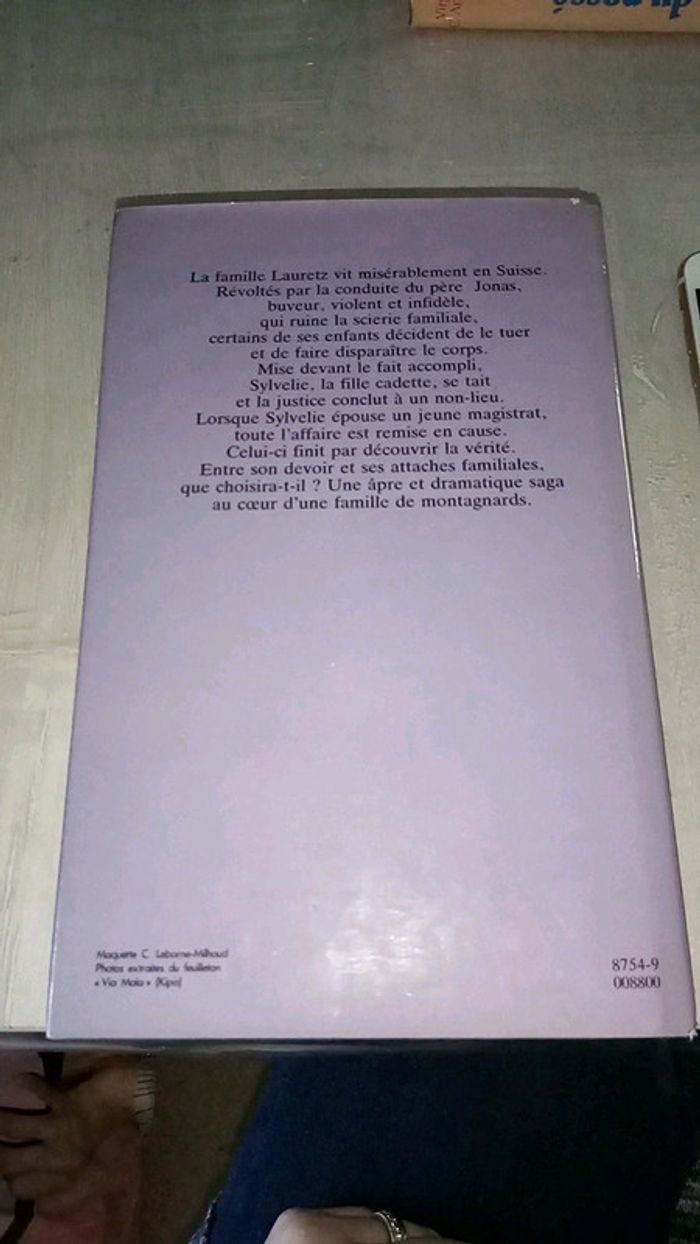 du passé
La famille Lauretz vit misérablement en Suisse.
Révoltés par la conduite du père Jonas,
buveur, violent et infidèle,
qui ruine la scierie familiale,
certains de ses enfants décident de le tuer
et de faire disparaître le corps.
Mise devant le fait accompli,
Sylvelie, la fille cadette, se tait
et la justice conclut à un non-lieu.
Lorsque Sylvelie épouse un jeune magistrat,
toute l'affaire est remise en cause.
Celui-ci finit par découvrir la vérité.
Entre son devoir et ses attaches familiales,
que choisira-t-il ? Une âpre et dramatique saga
au cœur d'une famille de montagnards.
Maquette C. Laborne-Milhoud
Photos extraites du feuilleton
« Via Mala » (Kipa)
8754-9
008800